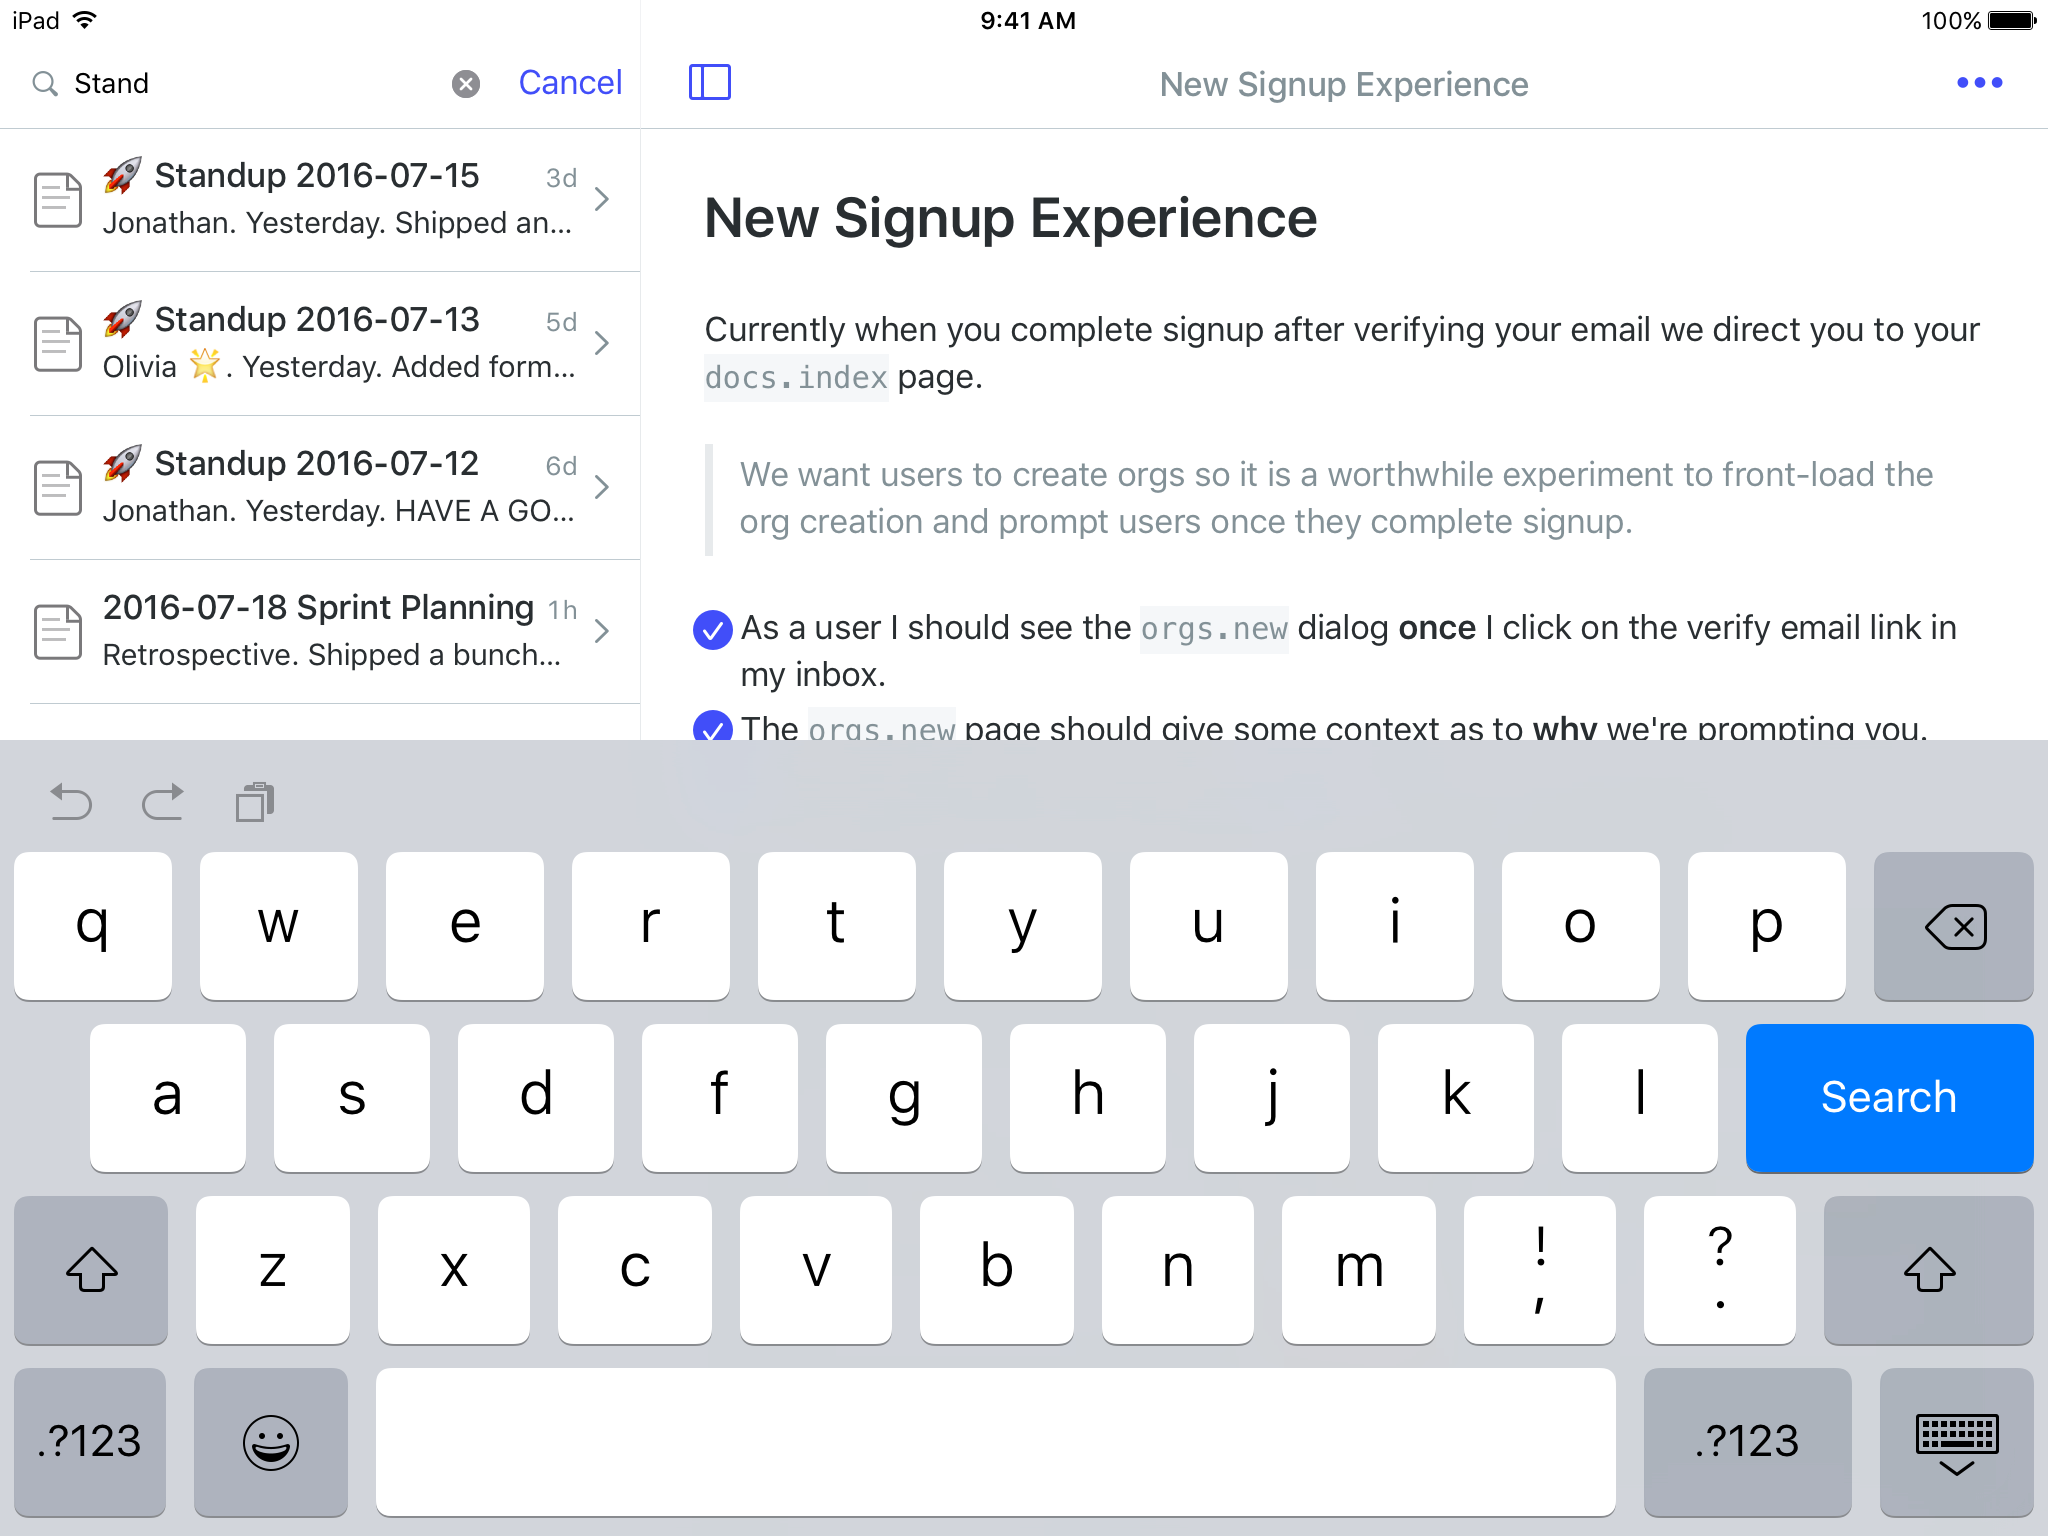 iPad
9:41 AM
100%
Stand
Cancel
New Signup Experience
🚀 Standup 2016-07-15 3d
Jonathan. Yesterday. Shipped an...
🚀 Standup 2016-07-13 5d
Olivia 🌟. Yesterday. Added form...
🚀 Standup 2016-07-12 6d
Jonathan. Yesterday. HAVE A GO...
2016-07-18 Sprint Planning 1h
Retrospective. Shipped a bunch...
New Signup Experience
Currently when you complete signup after verifying your email we direct you to your
docs.index page.
We want users to create orgs so it is a worthwhile experiment to front-load the
org creation and prompt users once they complete signup.
As a user I should see the orgs.new dialog once I click on the verify email link in
my inbox.
The orgs.new page should give some context as to why we're prompting you.
q w e r t y u i o p
a s d f g h j k l Search
z x c v b n m ! , ? .
.?123 .?123